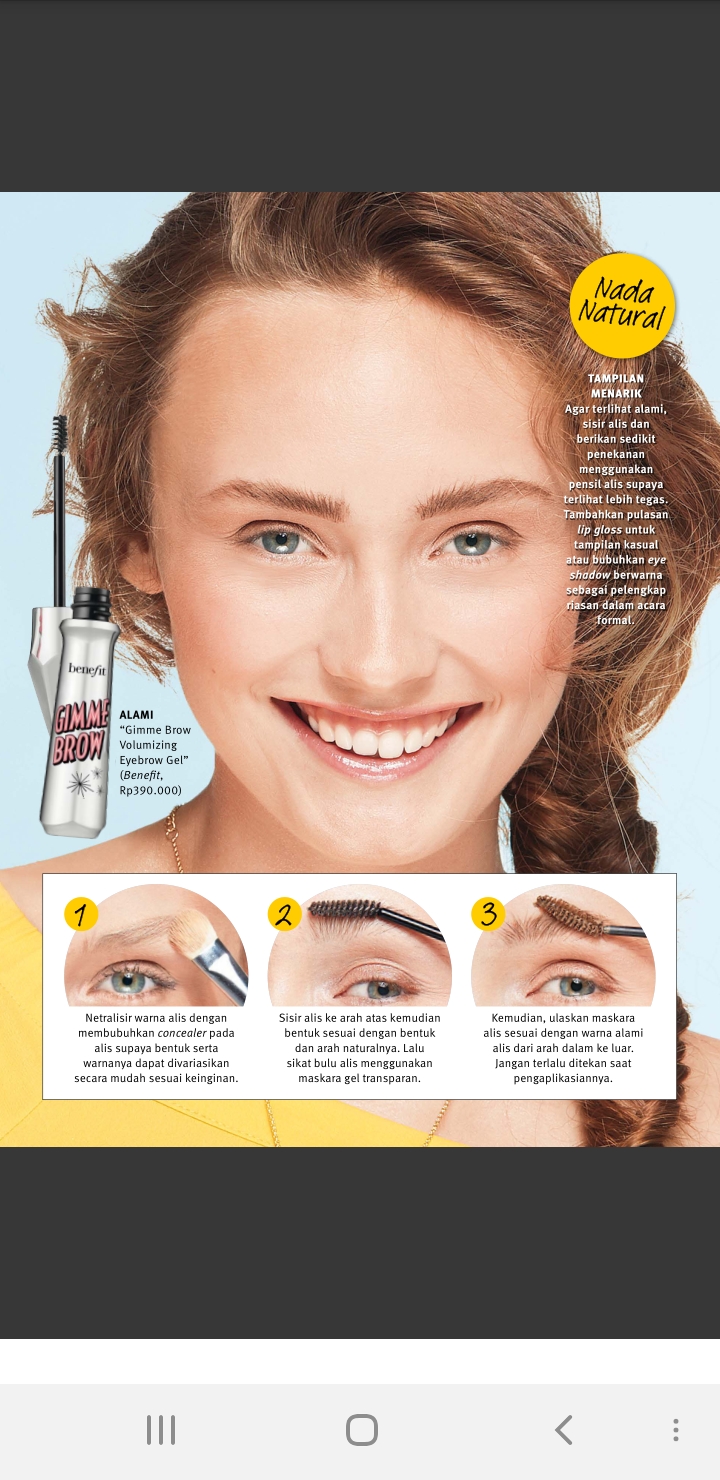 Nada
Natural
TAMPILAN
MENARIK
Agar terlihat alami,
sisir alis dan
berikan sedikit
penekanan
menggunakan
pensil alis supaya
terlihat lebih tegas.
Tambahkan pulasan
lip gloss untuk
tampilan kasual
atau bubuhkan eye
shadow berwarna
sebagai pelengkap
riasan dalam acara
formal.
benefit
GIMME
BROW
ALAMI
“Gimme Brow
Volumizing
Eyebrow Gel”
(Benefit,
Rp390.000)
1
Netralisir warna alis dengan
membubuhkan concealer pada
alis supaya bentuk serta
warnanya dapat divariasikan
secara mudah sesuai keinginan.
2
Sisir alis ke arah atas kemudian
bentuk sesuai dengan bentuk
dan arah naturalnya. Lalu
sikat bulu alis menggunakan
maskara gel transparan.
3
Kemudian, ulaskan maskara
alis sesuai dengan warna alami
alis dari arah dalam ke luar.
Jangan terlalu ditekan saat
pengaplikasiannya.